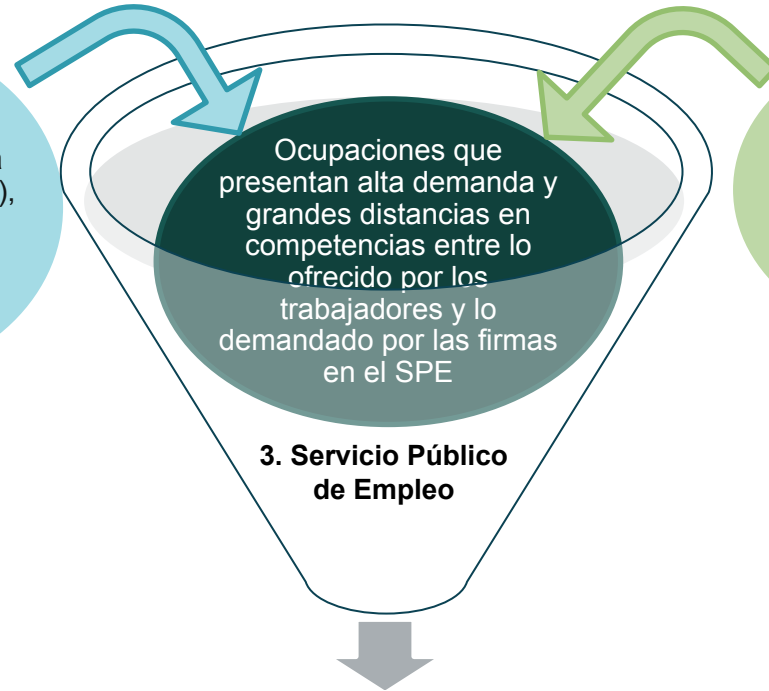 a
),
Ocupaciones que
presentan alta demanda y
grandes distancias en
competencias entre lo
ofrecido por los
trabajadores y lo
demandado por las firmas
en el SPE
3. Servicio Público
de Empleo